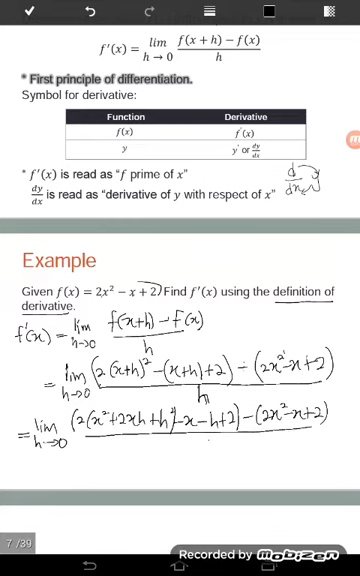 f′(x) = lim h→0 f(x + h) − f(x) / h
* First principle of differentiation.
Symbol for derivative:
Function Derivative
f(x) f′(x)
y y′ or dy/dx
* f′(x) is read as “f prime of x”
dy/dx is read as “derivative of y with respect of x”
d/dx y
Example
Given f(x) = 2x² − x + 2. Find f′(x) using the definition of
derivative.
f′(x) = lim h→0 f(x+h) − f(x) / h
= lim h→0 (2(x+h)² − (x+h) + 2) − (2x² − x + 2) / h
= lim h→0 (2(x² + 2xh + h²) − x − h + 2) − (2x² − x + 2)
7 / 39
Recorded by Mobizen